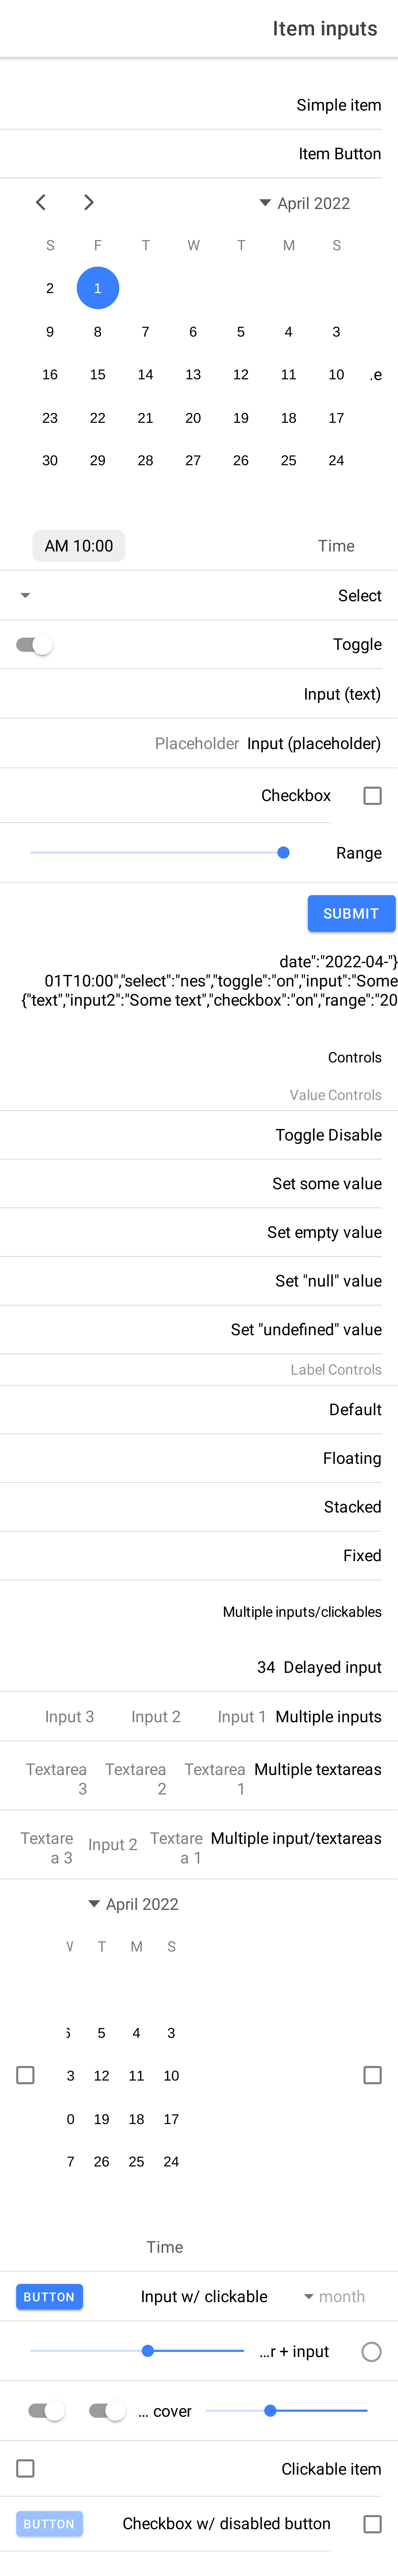 Item inputs
Simple item
Item Button
April 2022
S M T W T F S
1 2
3 4 5 6 7 8 9
.e
10 11 12 13 14 15 16
17 18 19 20 21 22 23
24 25 26 27 28 29 30
Time AM 10:00
Select
Toggle
Input (text)
Input (placeholder) Placeholder
Checkbox
Range
SUBMIT
date":"2022-04-"}
01T10:00","select":"nes","toggle":"on","input":"Some
{"text","input2":"Some text","checkbox":"on","range":"20
Controls
Value Controls
Toggle Disable
Set some value
Set empty value
Set "null" value
Set "undefined" value
Label Controls
Default
Floating
Stacked
Fixed
Multiple inputs/clickables
Delayed input 34
Multiple inputs Input 1 Input 2 Input 3
Multiple textareas Textarea 1 Textarea 2 Textarea 3
Multiple input/textareas Textare a 1 Input 2 Textare a 3
April 2022
S M T W
3 4 5 6
10 11 12 3
17 18 19 0
24 25 26 7
Time
month Input w/ clickable BUTTON
...r + input
... cover
Clickable item
Checkbox w/ disabled button BUTTON